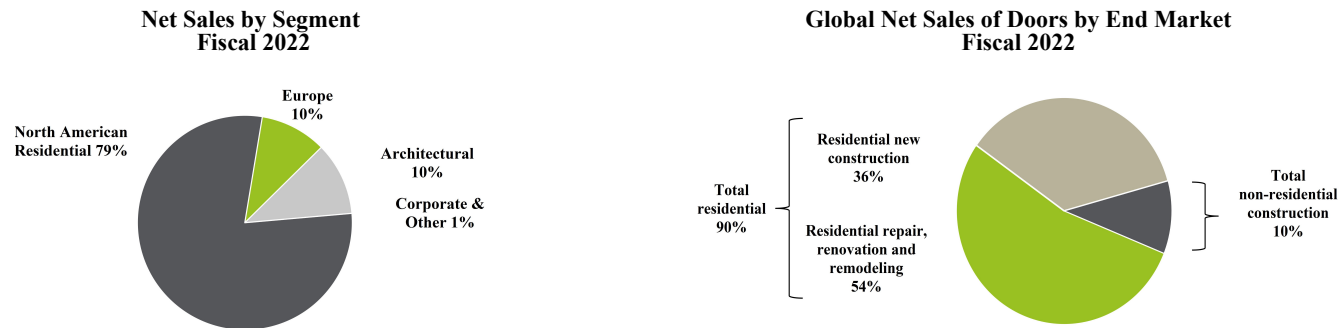 Net Sales by Segment
Fiscal 2022
North American
Residential 79%
Europe
10%
Architectural
10%
Corporate &
Other 1%
Global Net Sales of Doors by End Market
Fiscal 2022
Total
residential
90%
Residential new
construction
36%
Residential repair,
renovation and
remodeling
54%
Total
non-residential
construction
10%